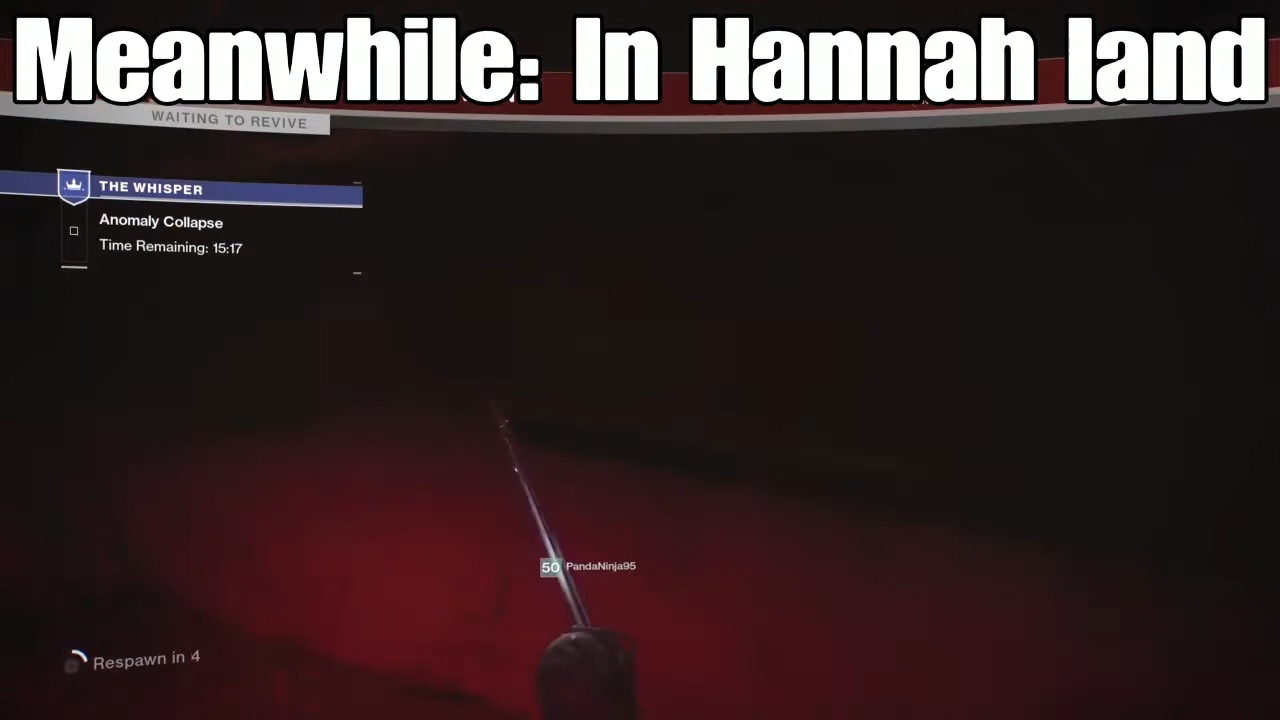 Meanwhile: In Hannah land
WAITING TO REVIVE
THE WHISPER
Anomaly Collapse
Time Remaining: 15:17
50 PandaNinja95
Respawn in 4